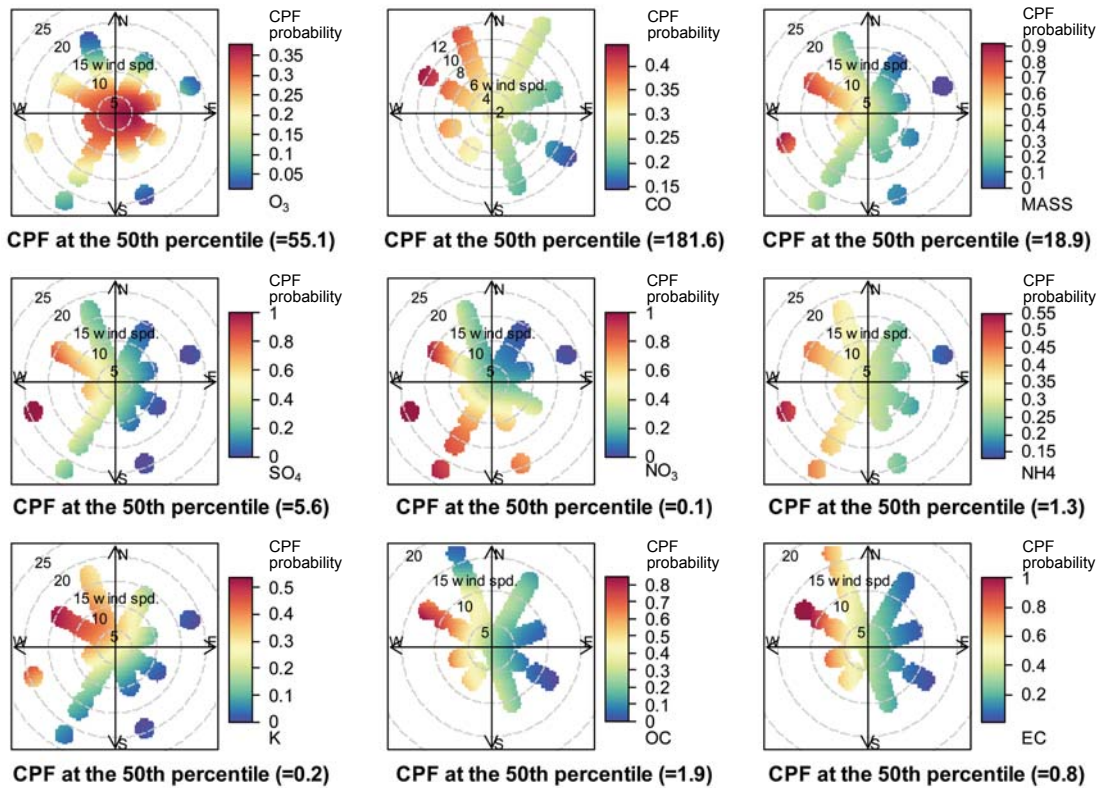 CPF
probability
25
20
15 wind spd.
10
5
N
W
E
S
0.35
0.30
0.25
0.20
0.15
0.10
0.05
O₃
CPF at the 50th percentile (=55.1)
CPF
probability
12
10
8
6 wind spd.
4
2
N
W
E
S
0.4
0.3
0.25
0.2
0.15
CO
CPF at the 50th percentile (=181.6)
CPF
probability
25
20
15 wind spd.
10
5
N
W
E
S
0.9
0.8
0.7
0.6
0.5
0.4
0.3
0.2
0.1
0
MASS
CPF at the 50th percentile (=18.9)
CPF
probability
25
20
15 wind spd.
10
5
N
W
E
S
1
0.8
0.6
0.4
0.2
0
SO₄
CPF at the 50th percentile (=5.6)
CPF
probability
25
20
15 wind spd.
10
5
N
W
E
S
1
0.8
0.6
0.4
0.2
0
NO₃
CPF at the 50th percentile (=0.1)
CPF
probability
25
20
15 wind spd.
10
5
N
W
E
S
0.55
0.5
0.45
0.4
0.35
0.3
0.25
0.2
0.15
NH4
CPF at the 50th percentile (=1.3)
CPF
probability
25
20
15 wind spd.
10
5
N
W
E
S
0.5
0.4
0.3
0.2
0.1
0
K
CPF at the 50th percentile (=0.2)
CPF
probability
20
15 wind spd.
10
5
N
W
E
S
0.8
0.7
0.6
0.5
0.4
0.3
0.2
0.1
0
OC
CPF at the 50th percentile (=1.9)
CPF
probability
20
15 wind spd.
10
5
N
W
E
S
1
0.8
0.6
0.4
0.2
EC
CPF at the 50th percentile (=0.8)